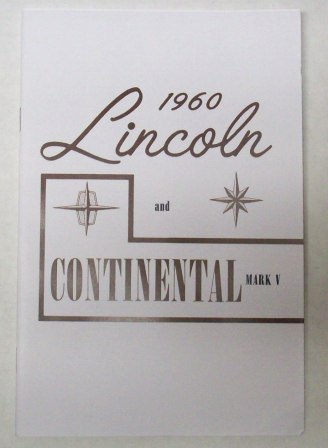 1960
Lincoln
and
CONTINENTAL MARK V